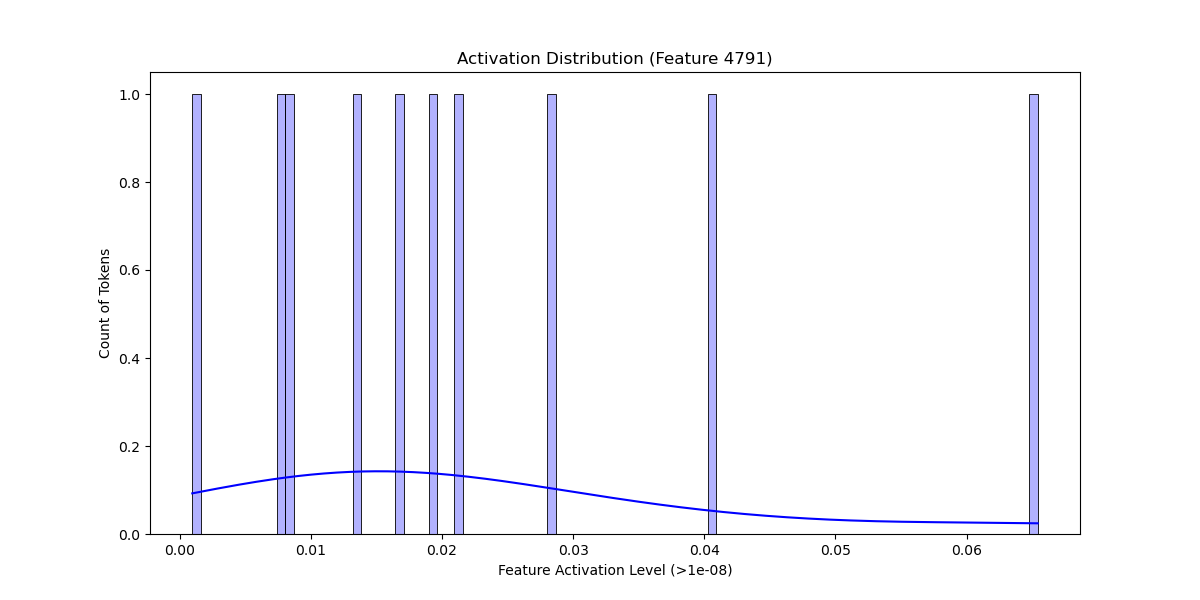 Activation Distribution (Feature 4791)
1.0
0.8
0.6
0.4
0.2
0.0
Count of Tokens
0.00 0.01 0.02 0.03 0.04 0.05 0.06
Feature Activation Level (>1e-08)